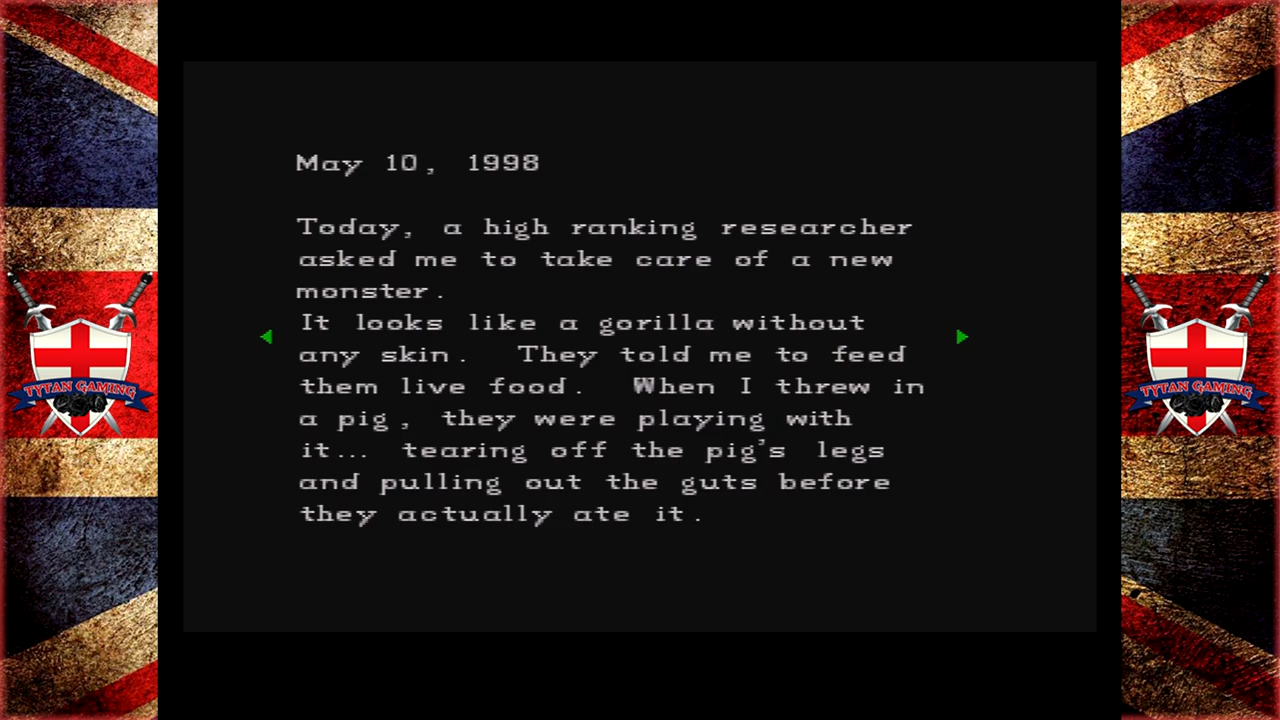 May 10, 1998
Today, a high ranking researcher
asked me to take care of a new
monster.
It looks like a gorilla without
any skin. They told me to feed
them live food. When I threw in
a pig, they were playing with
it... tearing off the pig's legs
and pulling out the guts before
they actually ate it.
TYTAN GAMING
TYTAN GAMING